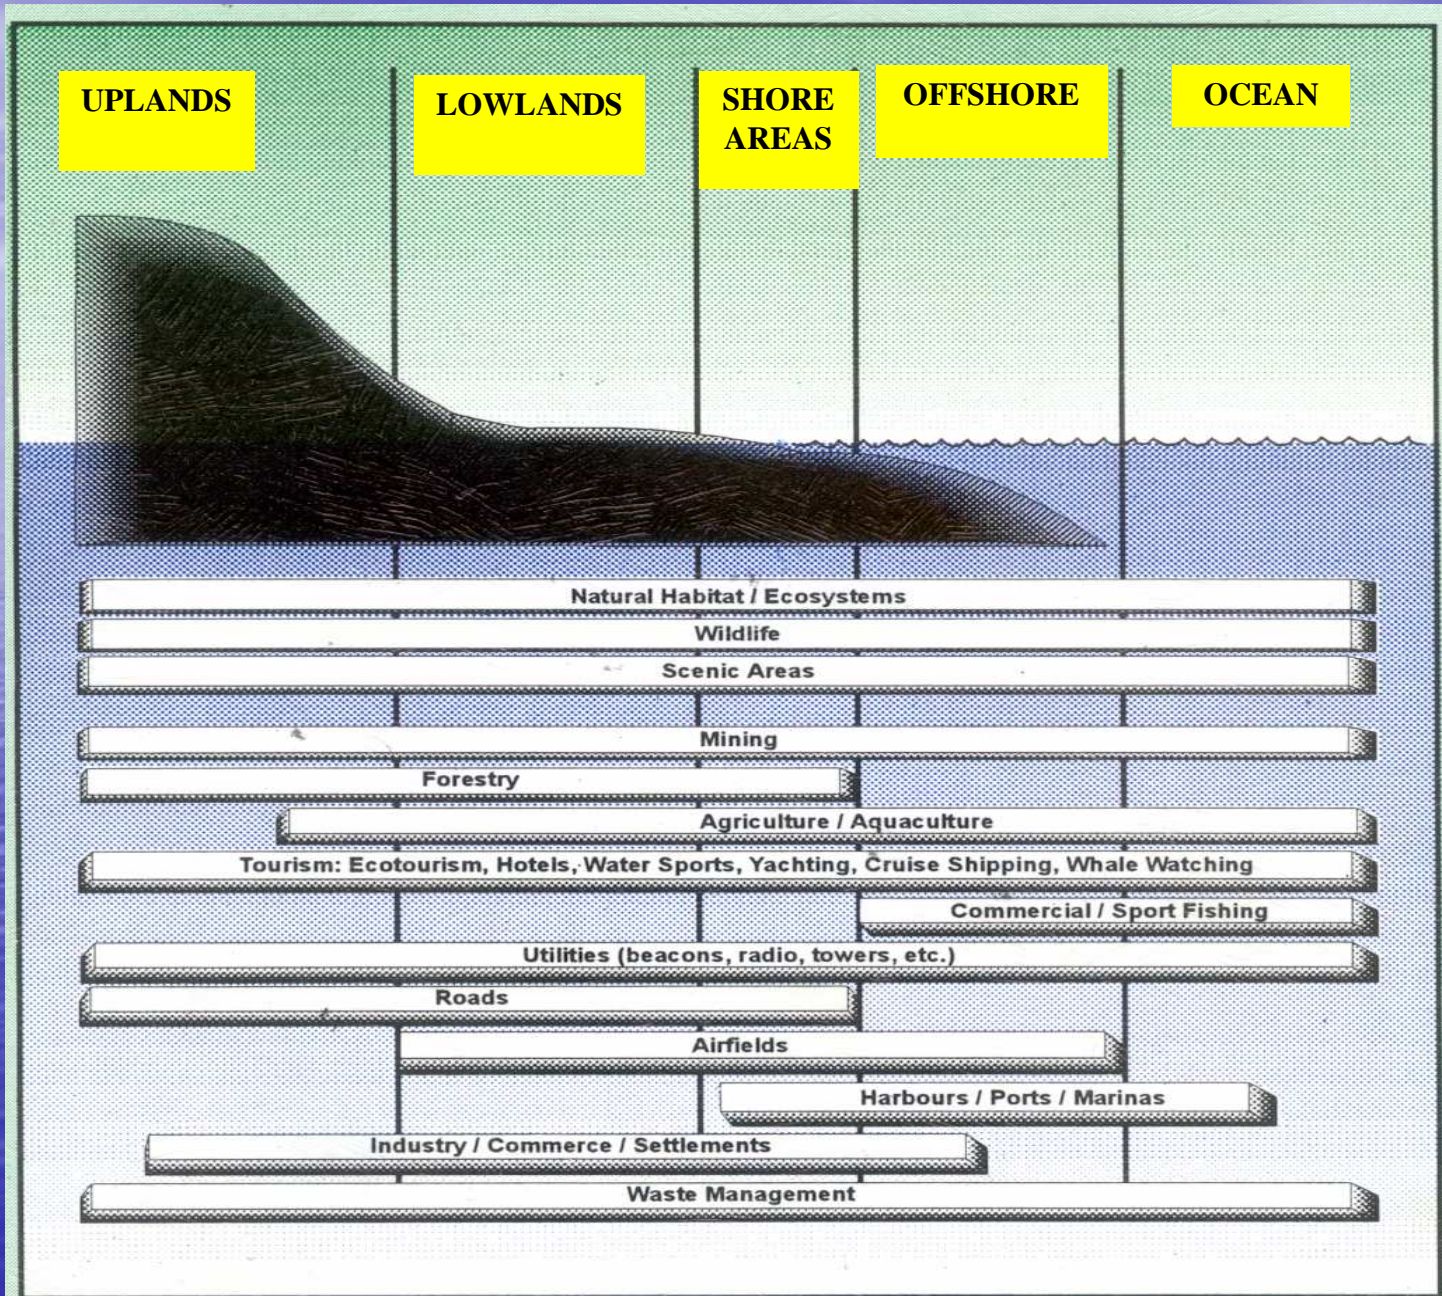 UPLANDS
LOWLANDS
SHORE
AREAS
OFFSHORE
OCEAN
Natural Habitat / Ecosystems
Wildlife
Scenic Areas
Mining
Forestry
Agriculture / Aquaculture
Tourism: Ecotourism, Hotels, Water Sports, Yachting, Cruise Shipping, Whale Watching
Commercial / Sport Fishing
Utilities (beacons, radio, towers, etc.)
Roads
Airfields
Harbours / Ports / Marinas
Industry / Commerce / Settlements
Waste Management